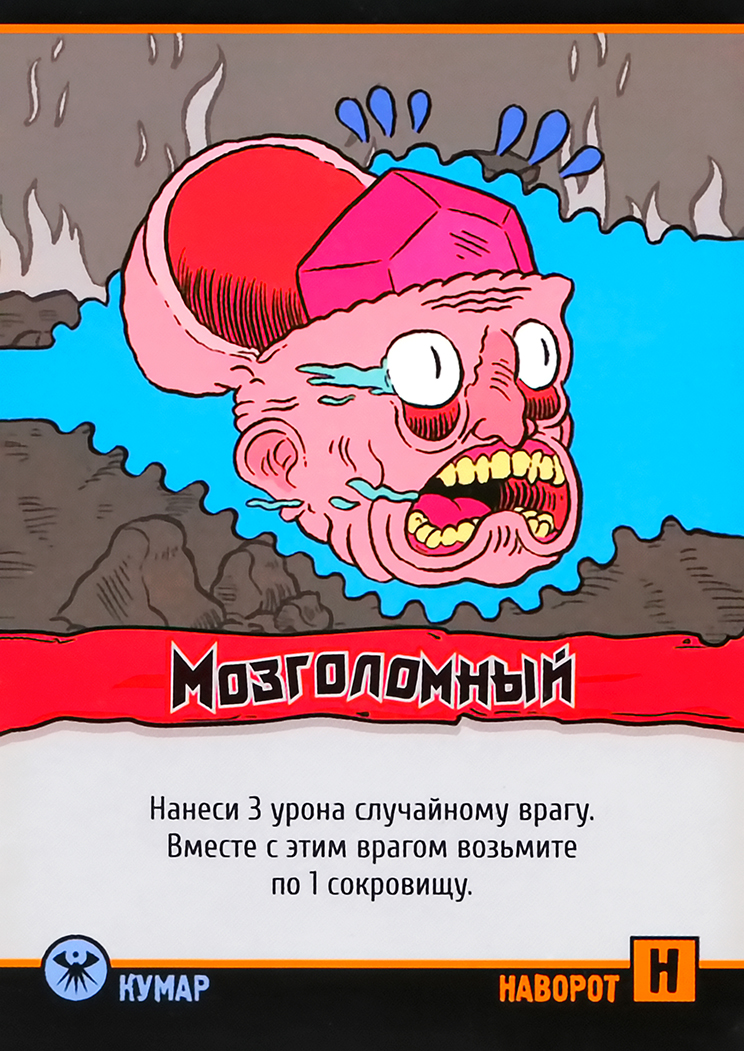 Мозголомный
Нанеси 3 урона случайному врагу.
Вместе с этим врагом возьмите
по 1 сокровищу.
КУМАР
НАВОРОТ Н